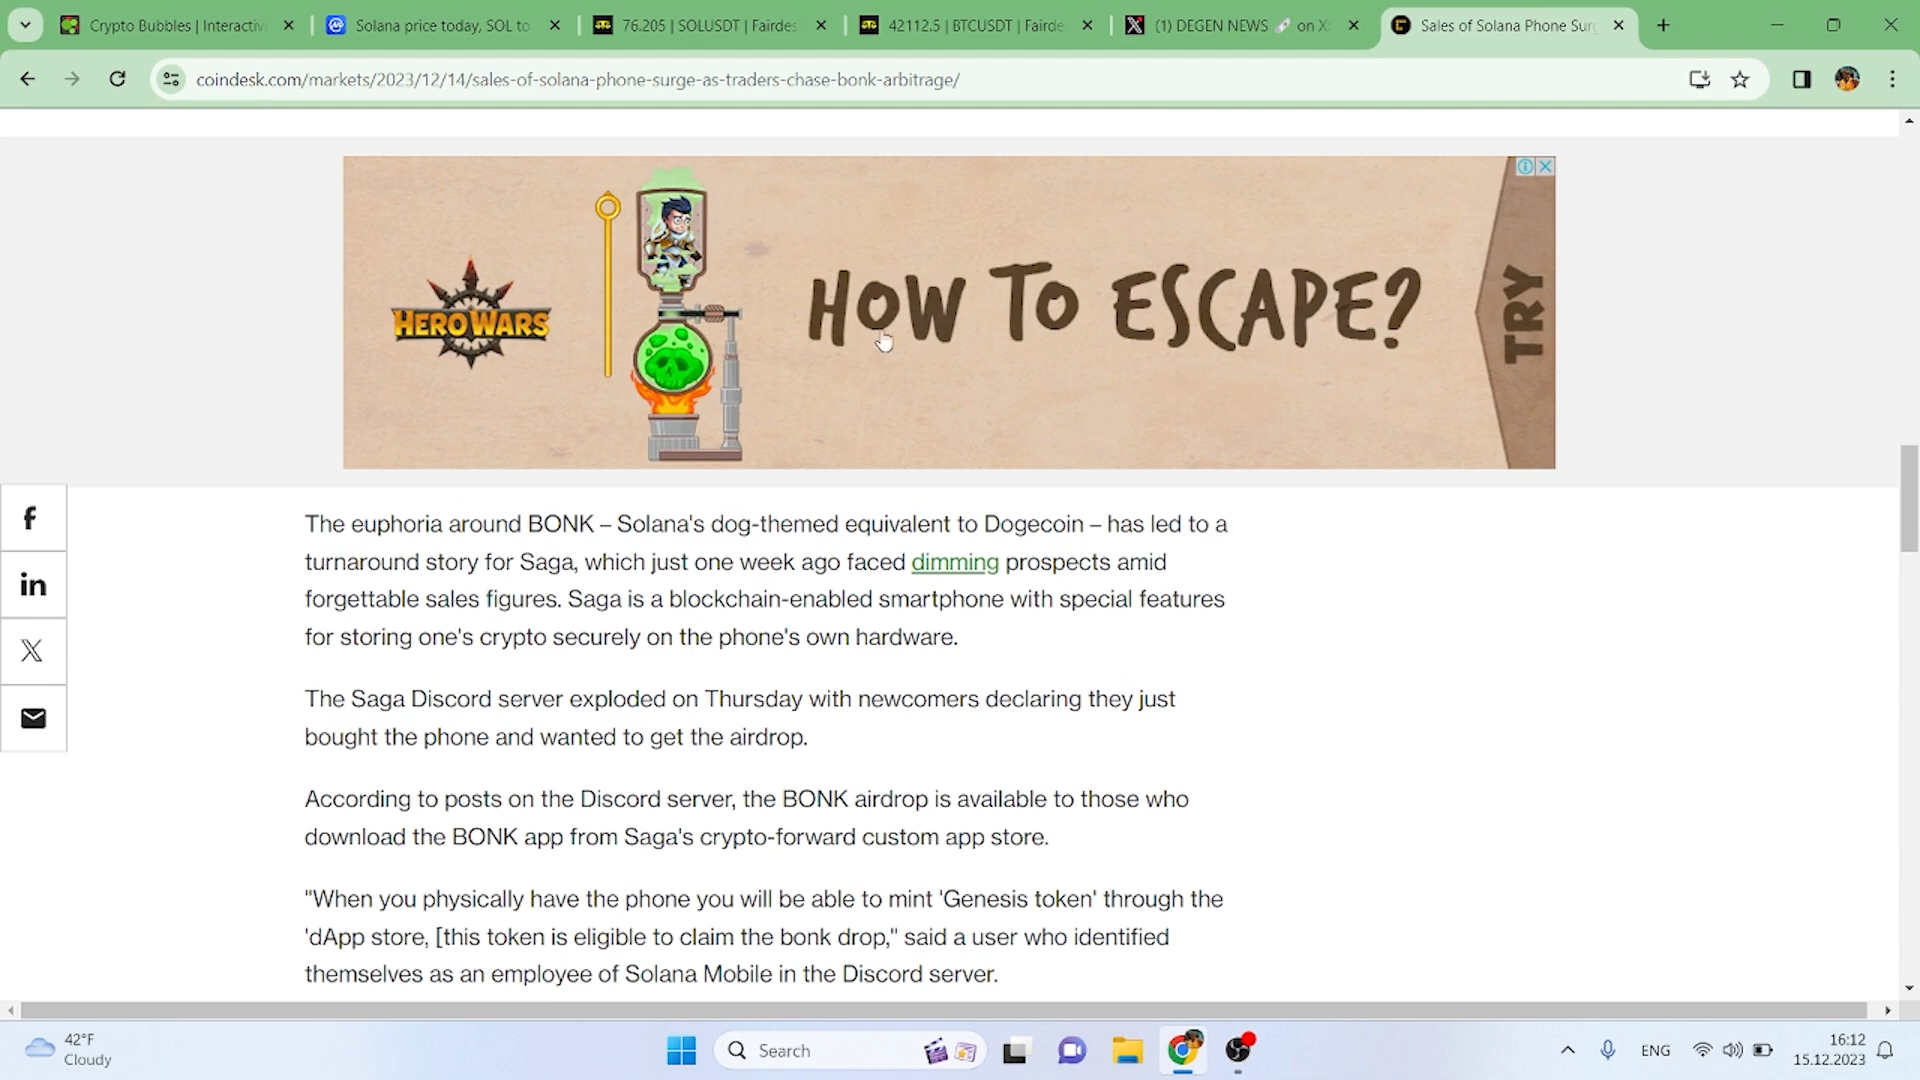 Crypto Bubbles | Interactiv
Solana price today, SOL to
76.205 | SOLUSDT | Fairdes
42112.5 | BTCUSDT | Fairde
(1) DEGEN NEWS 🗞️ on X:
Sales of Solana Phone Sur
coindesk.com/markets/2023/12/14/sales-of-solana-phone-surge-as-traders-chase-bonk-arbitrage/
HERO WARS
HOW TO ESCAPE?
TRY
The euphoria around BONK – Solana's dog-themed equivalent to Dogecoin – has led to a
turnaround story for Saga, which just one week ago faced dimming prospects amid
forgettable sales figures. Saga is a blockchain-enabled smartphone with special features
for storing one's crypto securely on the phone's own hardware.
The Saga Discord server exploded on Thursday with newcomers declaring they just
bought the phone and wanted to get the airdrop.
According to posts on the Discord server, the BONK airdrop is available to those who
download the BONK app from Saga's crypto-forward custom app store.
"When you physically have the phone you will be able to mint 'Genesis token' through the
'dApp store, [this token is eligible to claim the bonk drop," said a user who identified
themselves as an employee of Solana Mobile in the Discord server.
f
in
X
42°F
Cloudy
Search
ENG
16:12
15.12.2023